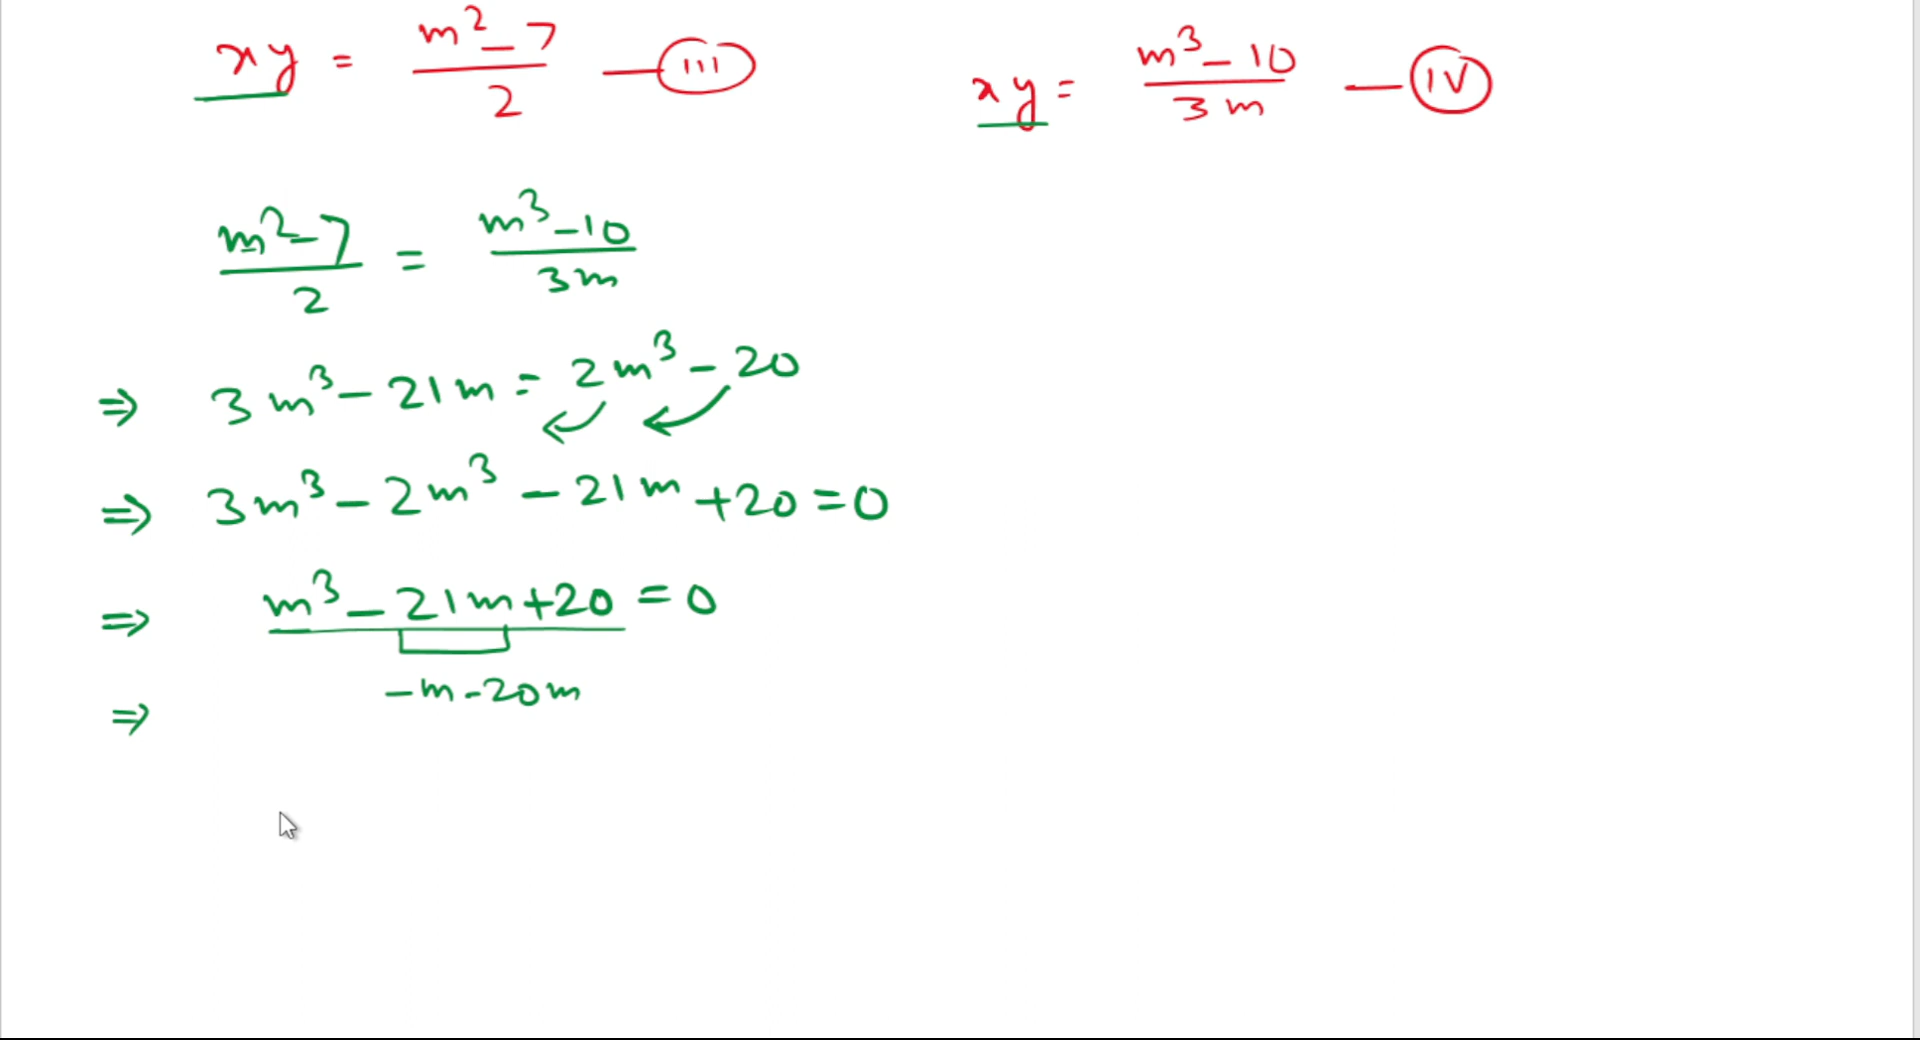 xy = (m² - 7)/2 — (III)    xy = (m³ - 10)/(3m) — (IV)
(m² - 7)/2 = (m³ - 10)/(3m)
⇒ 3m³ - 21m = 2m³ - 20
⇒ 3m³ - 2m³ - 21m + 20 = 0
⇒ m³ - 21m + 20 = 0
-m - 20m
⇒